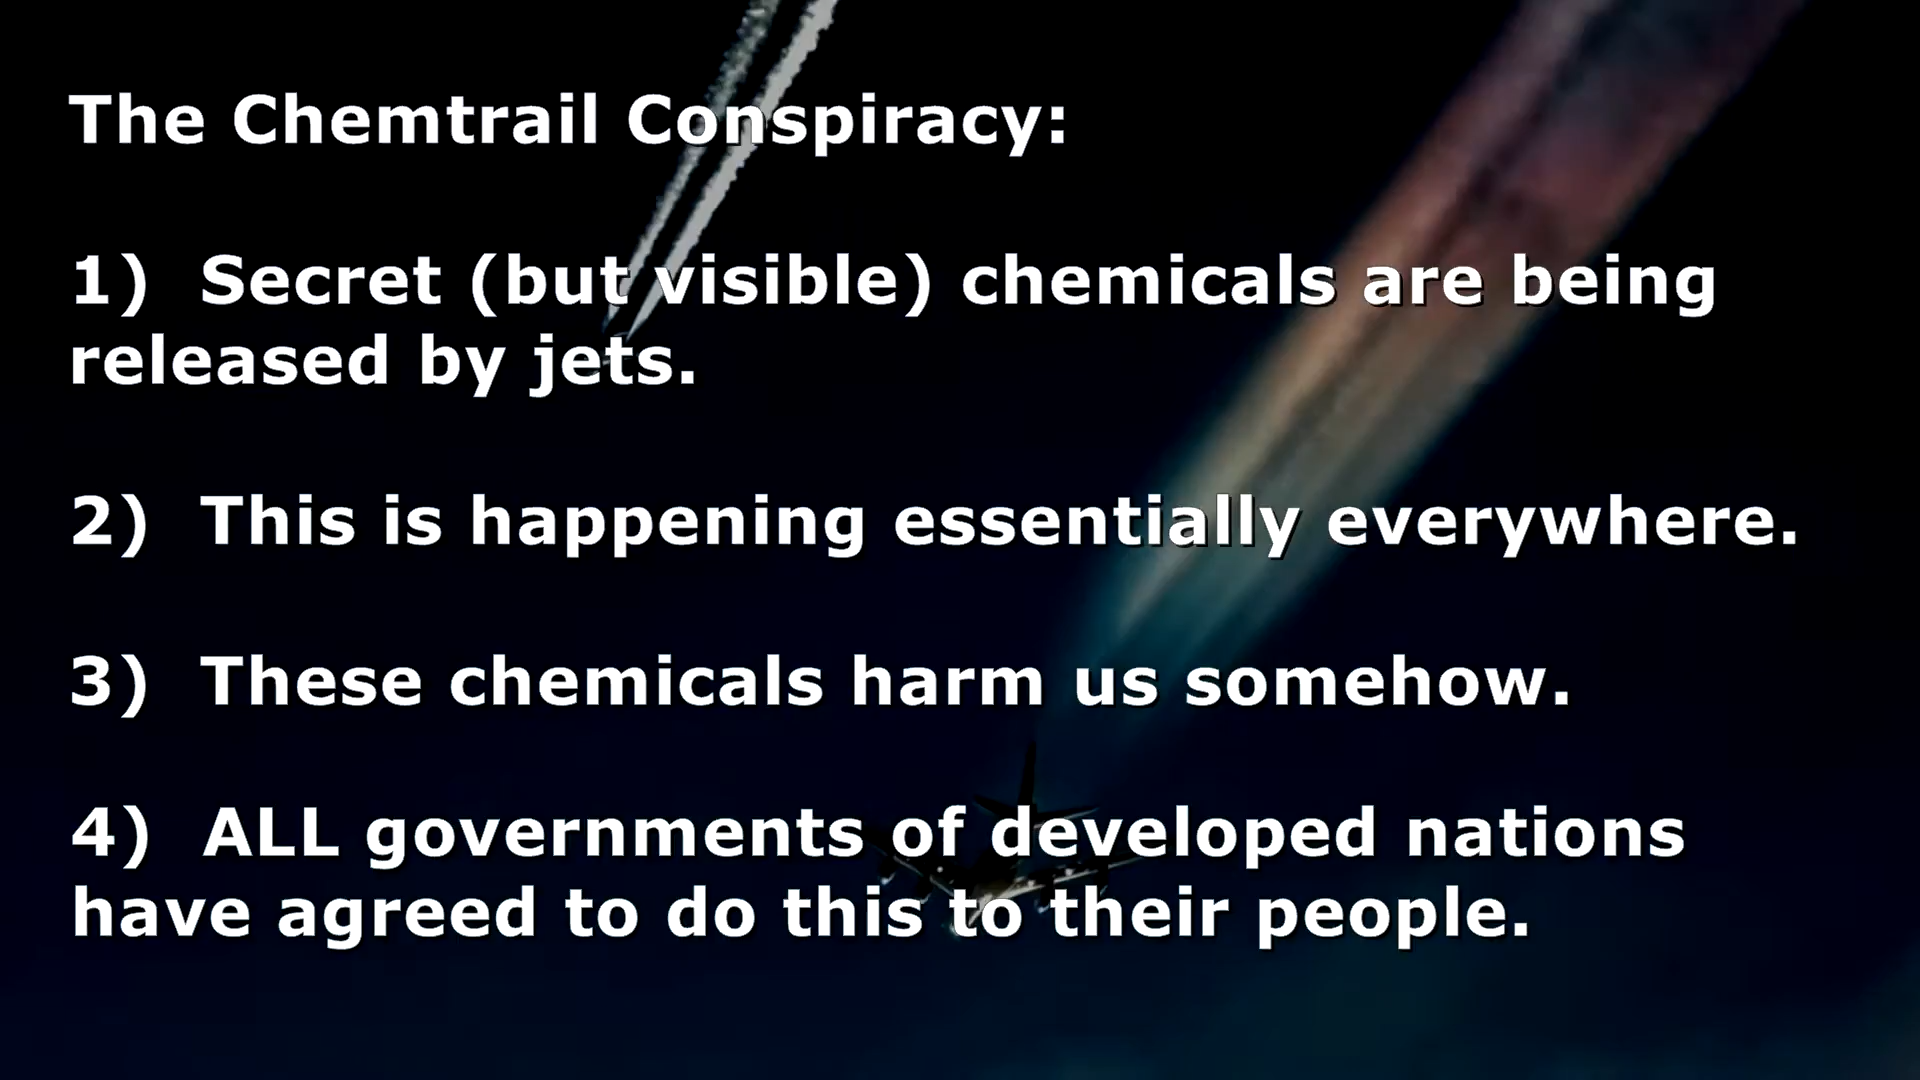 The Chemtrail Conspiracy:
1) Secret (but visible) chemicals are being
released by jets.
2) This is happening essentially everywhere.
3) These chemicals harm us somehow.
4) ALL governments of developed nations
have agreed to do this to their people.